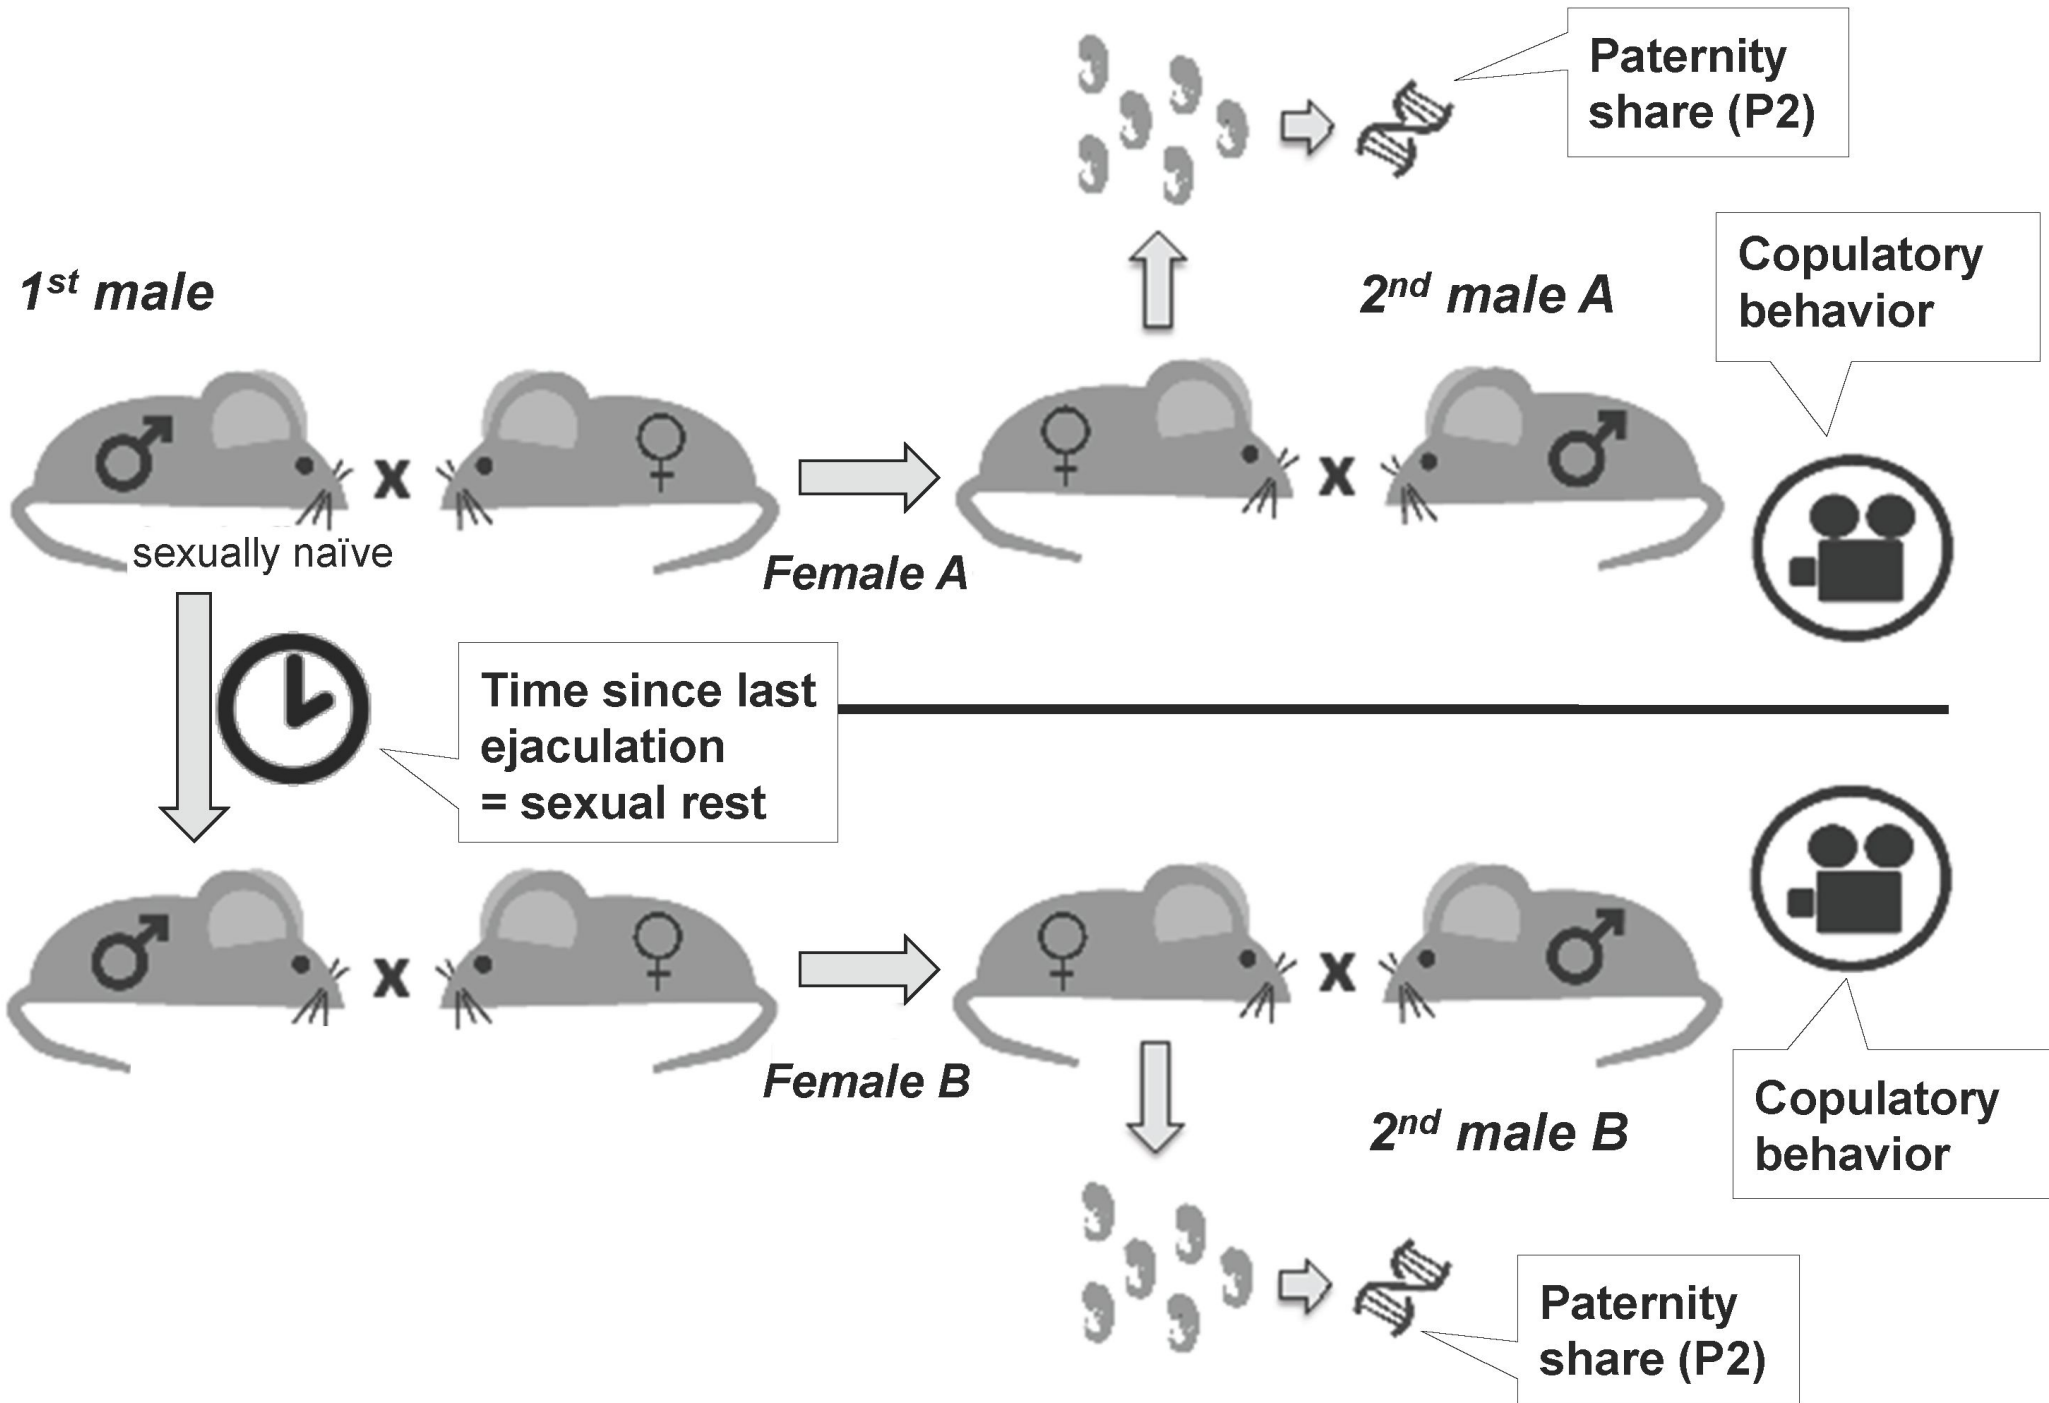 Paternity
share (P2)
Copulatory
behavior
1st male
2nd male A
x
x
sexually naïve
Female A
Time since last
ejaculation
= sexual rest
x
x
Female B
2nd male B
Copulatory
behavior
Paternity
share (P2)